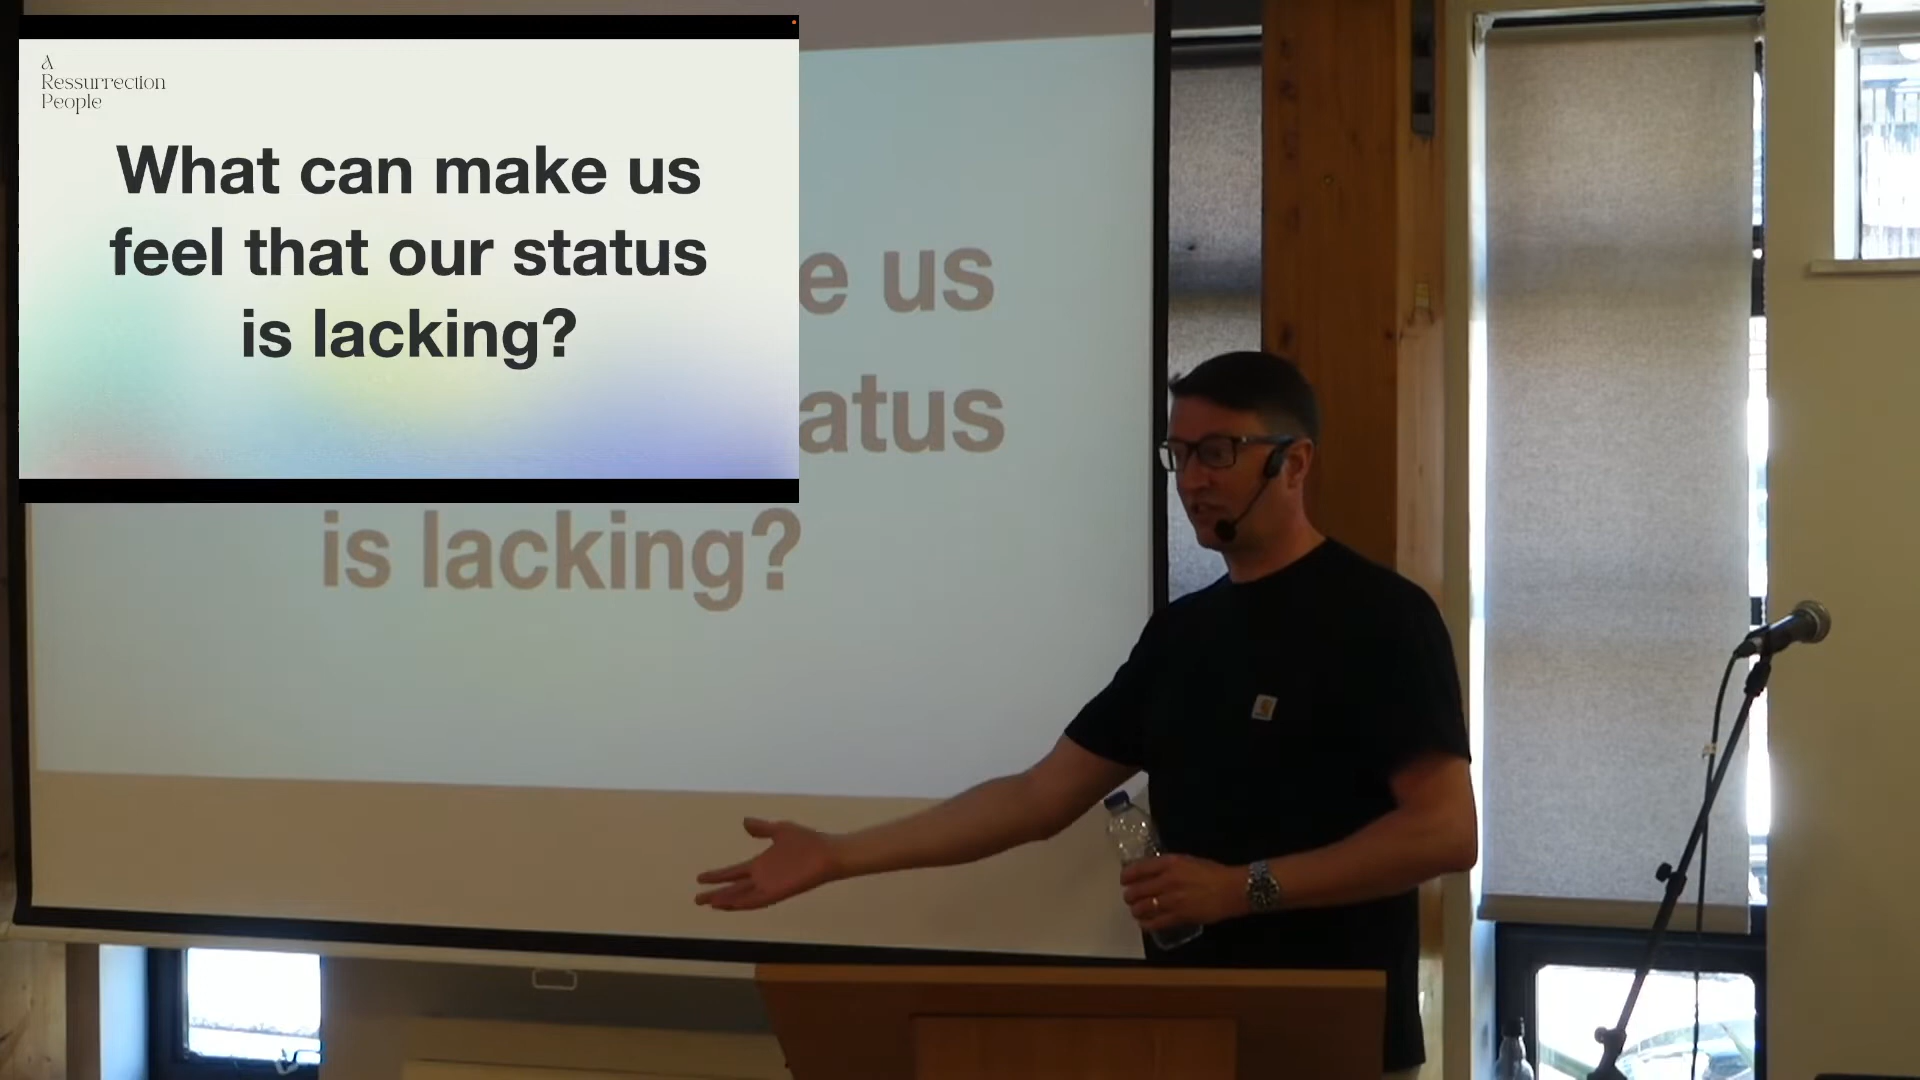 A
Ressurrection
People
What can make us
feel that our status
is lacking?
e us
atus
is lacking?